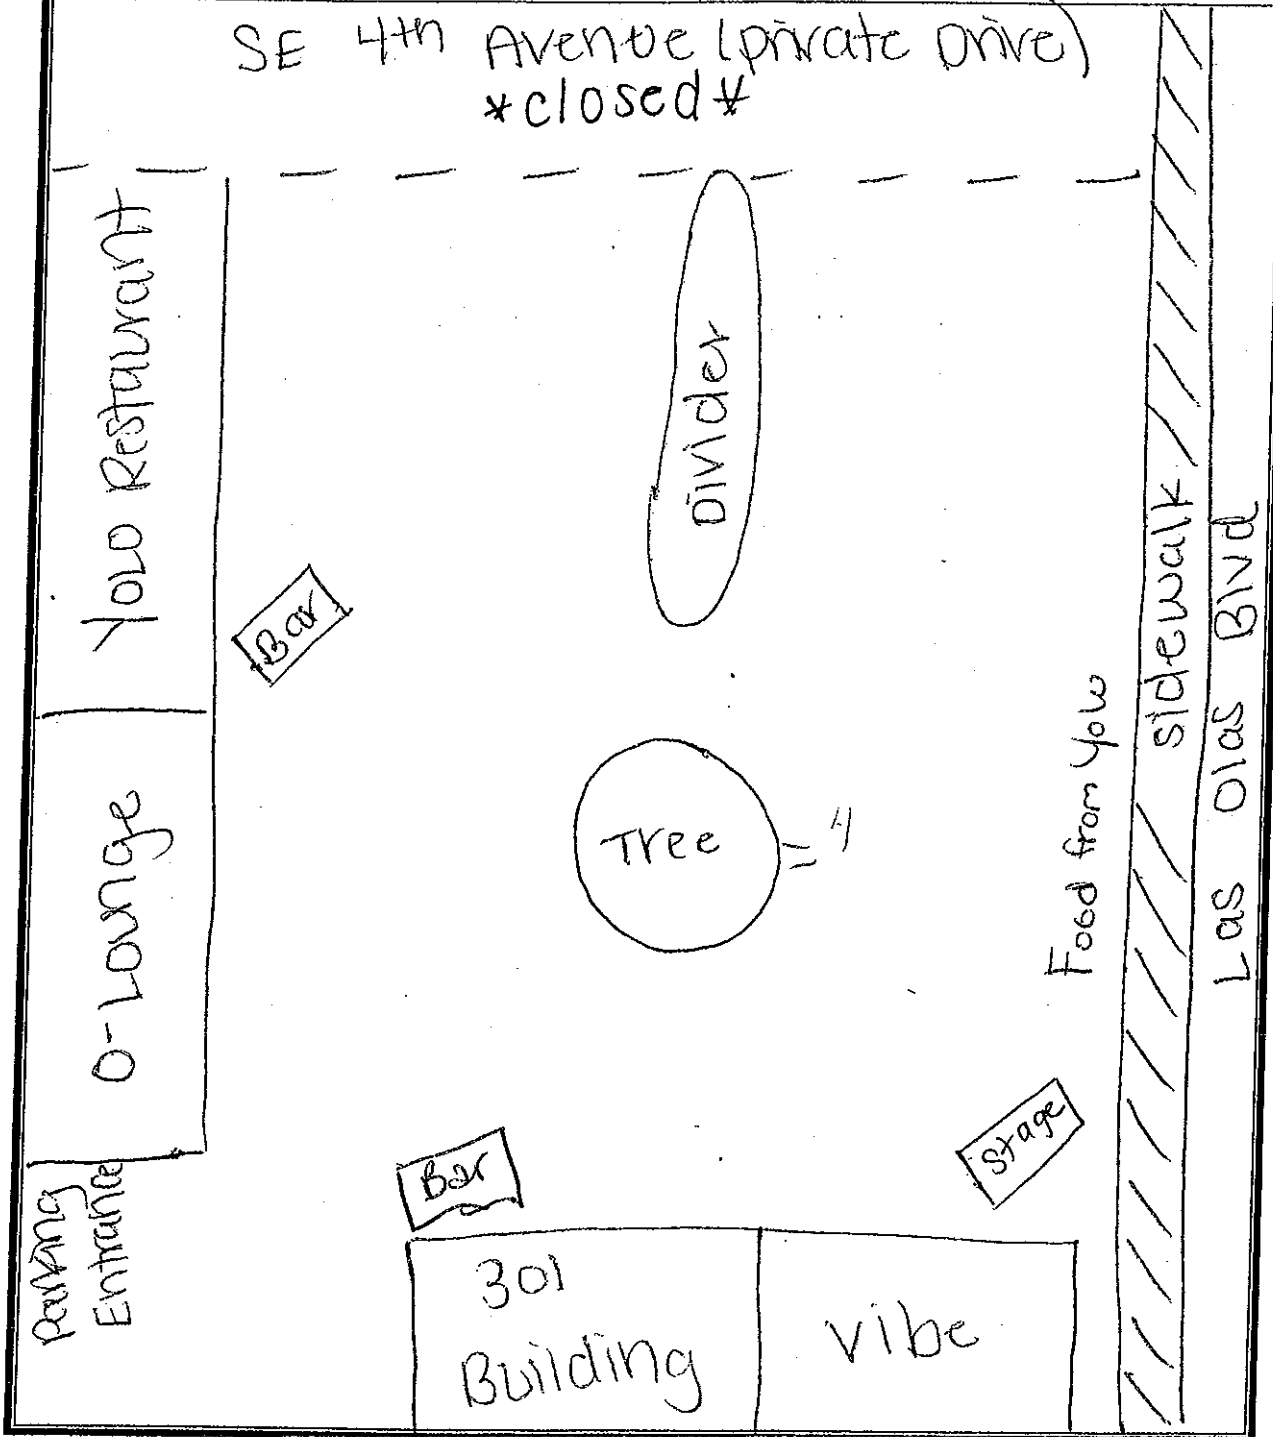 SE 4th Avenue (private Drive)
*closed*
Yolo Restaurant
Divider
Bar
sidewalk
Las Olas Blvd
O-Lounge
Tree
Food from Yolo
Bar
Stage
Parking
Entrance
301
Building
Vibe